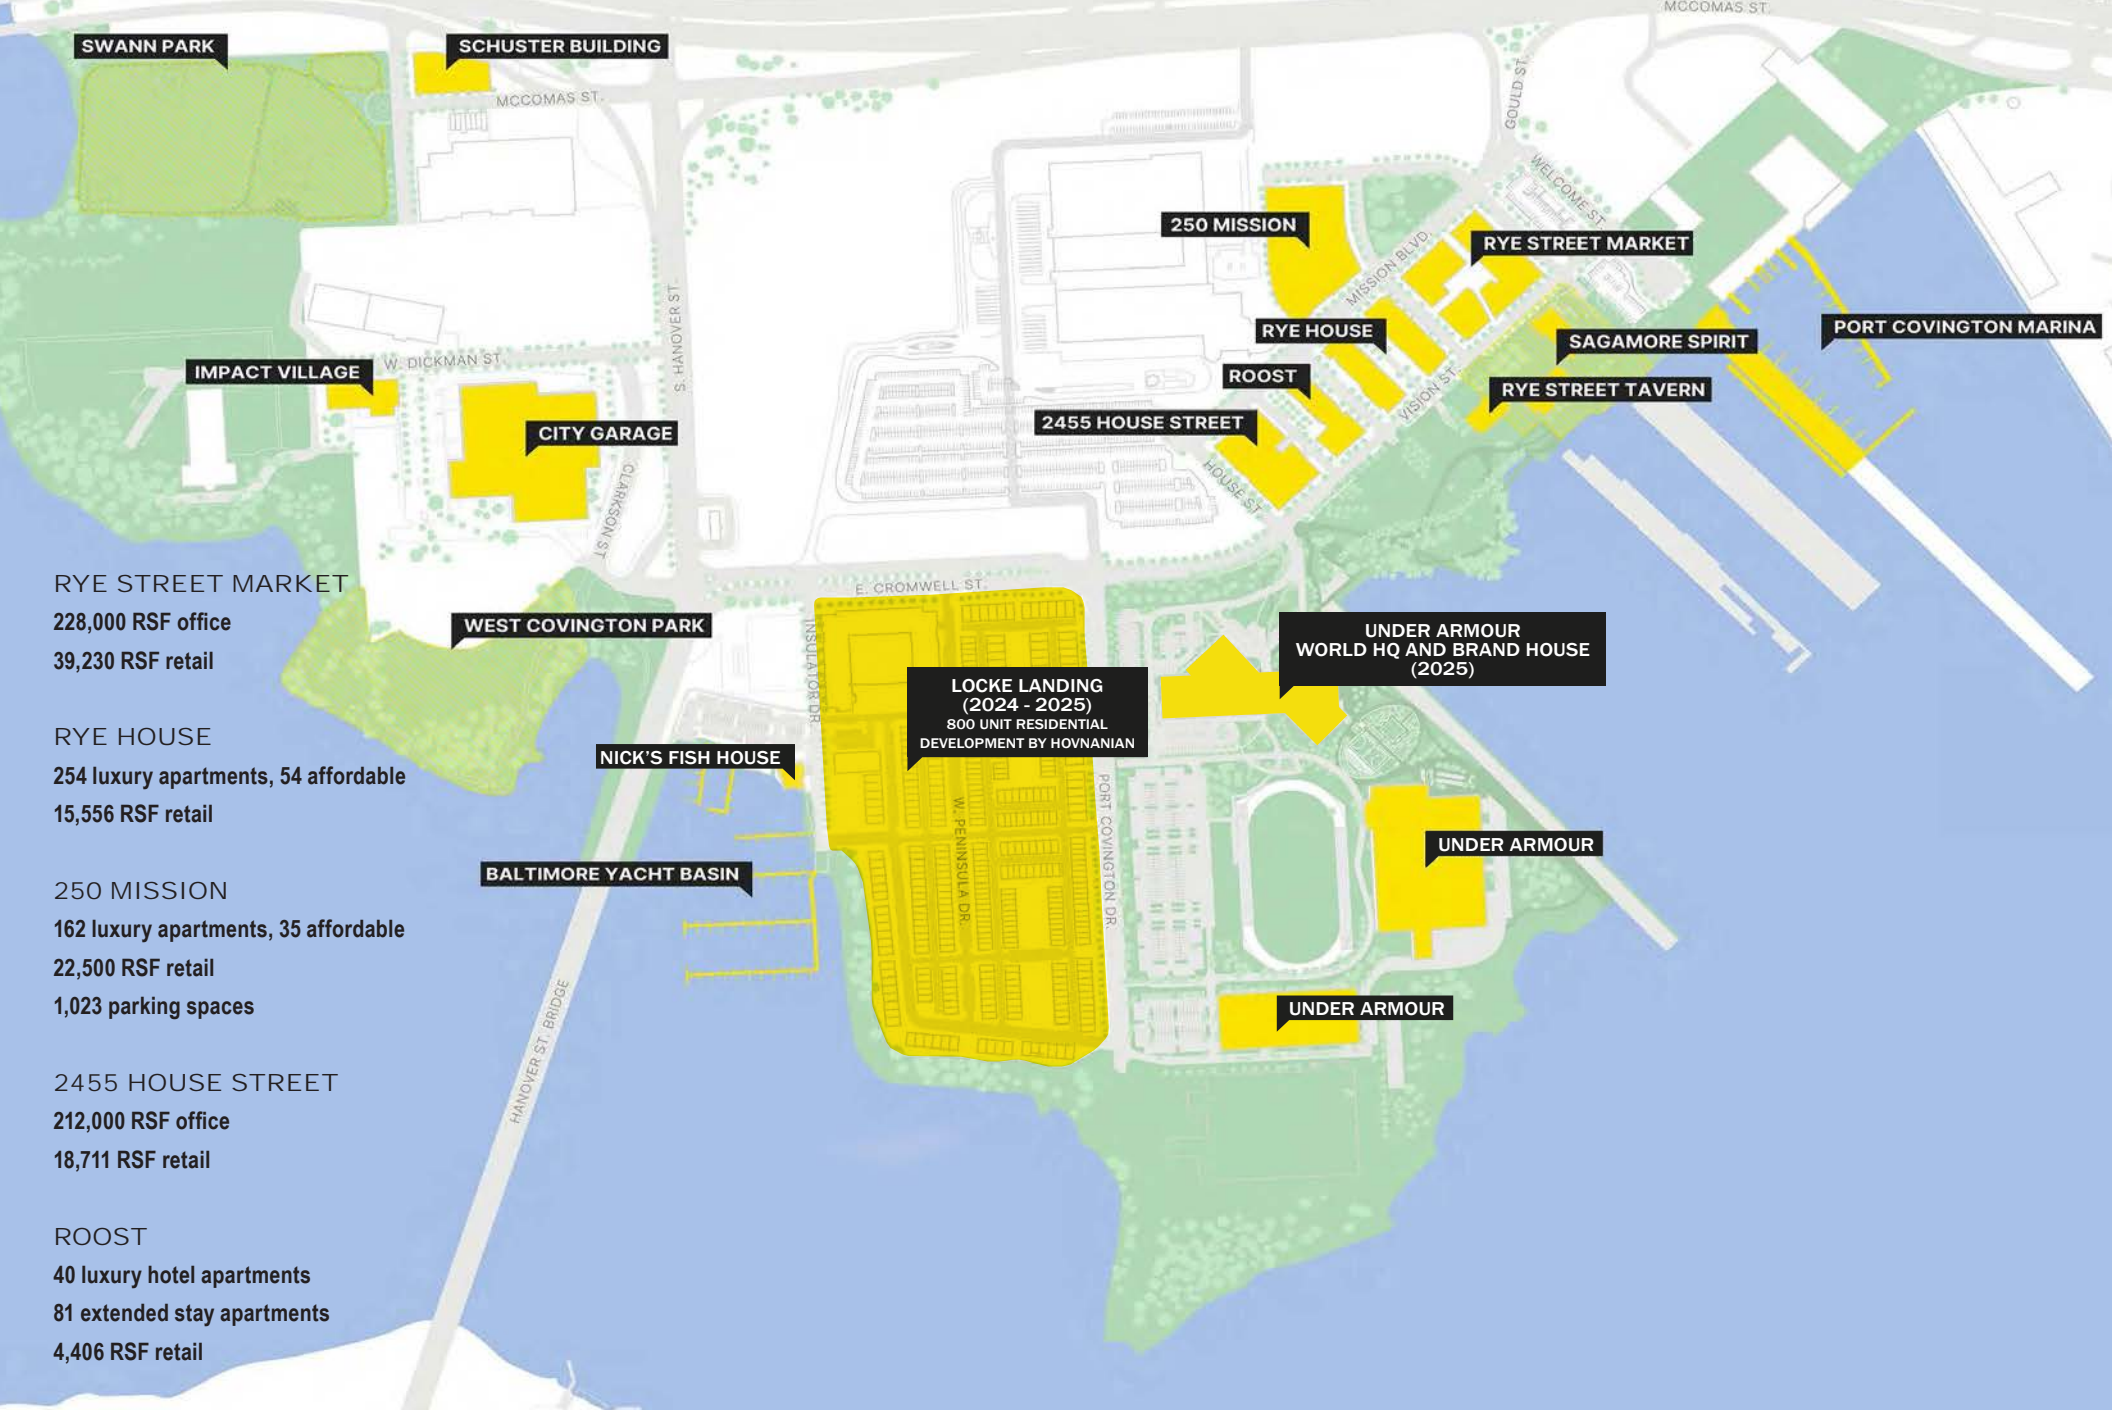 MCCOMAS ST.
SWANN PARK
SCHUSTER BUILDING
MCCOMAS ST.
GOULD ST.
WELCOME ST.
250 MISSION
MISSION BLVD.
RYE STREET MARKET
S. HANOVER ST.
RYE HOUSE
SAGAMORE SPIRIT
PORT COVINGTON MARINA
W. DICKMAN ST.
IMPACT VILLAGE
ROOST
VISION ST.
RYE STREET TAVERN
CITY GARAGE
2455 HOUSE STREET
HOUSE ST.
CLARKSON ST.
E. CROMWELL ST.
WEST COVINGTON PARK
INSULATOR DR.
UNDER ARMOUR
WORLD HQ AND BRAND HOUSE
(2025)
LOCKE LANDING
(2024 - 2025)
800 UNIT RESIDENTIAL
DEVELOPMENT BY HOVNANIAN
NICK'S FISH HOUSE
W. PENINSULA DR.
PORT COVINGTON DR.
UNDER ARMOUR
BALTIMORE YACHT BASIN
UNDER ARMOUR
HANOVER ST. BRIDGE
RYE STREET MARKET
228,000 RSF office
39,230 RSF retail
RYE HOUSE
254 luxury apartments, 54 affordable
15,556 RSF retail
250 MISSION
162 luxury apartments, 35 affordable
22,500 RSF retail
1,023 parking spaces
2455 HOUSE STREET
212,000 RSF office
18,711 RSF retail
ROOST
40 luxury hotel apartments
81 extended stay apartments
4,406 RSF retail